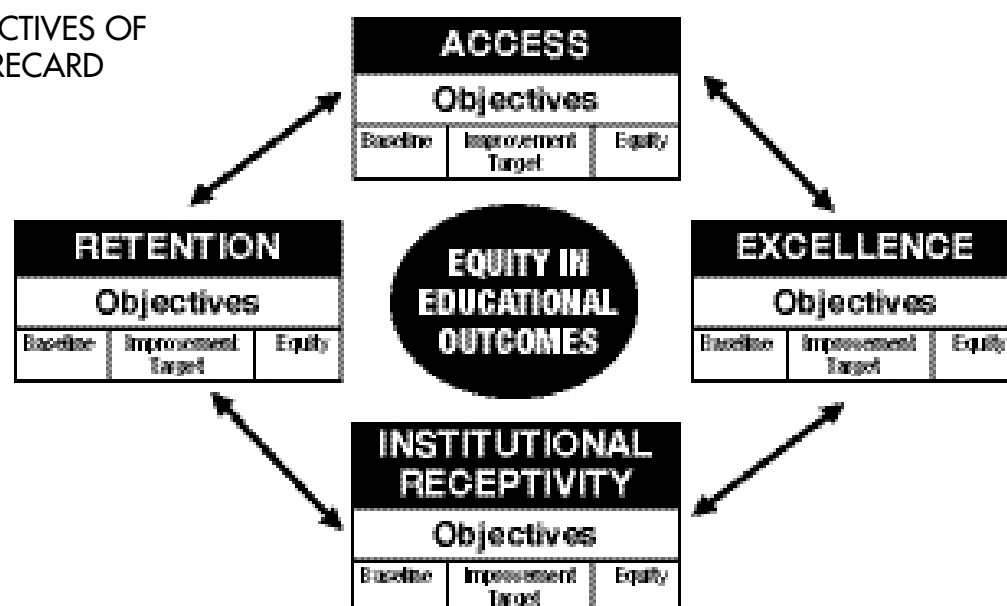 CTIVES OF
RECARD
ACCESS
Objectives
Baseline Improvement Target Equity
RETENTION
Objectives
Baseline Improvement Target Equity
EQUITY IN
EDUCATIONAL
OUTCOMES
EXCELLENCE
Objectives
Baseline Improvement Target Equity
INSTITUTIONAL
RECEPTIVITY
Objectives
Baseline Improvement Target Equity